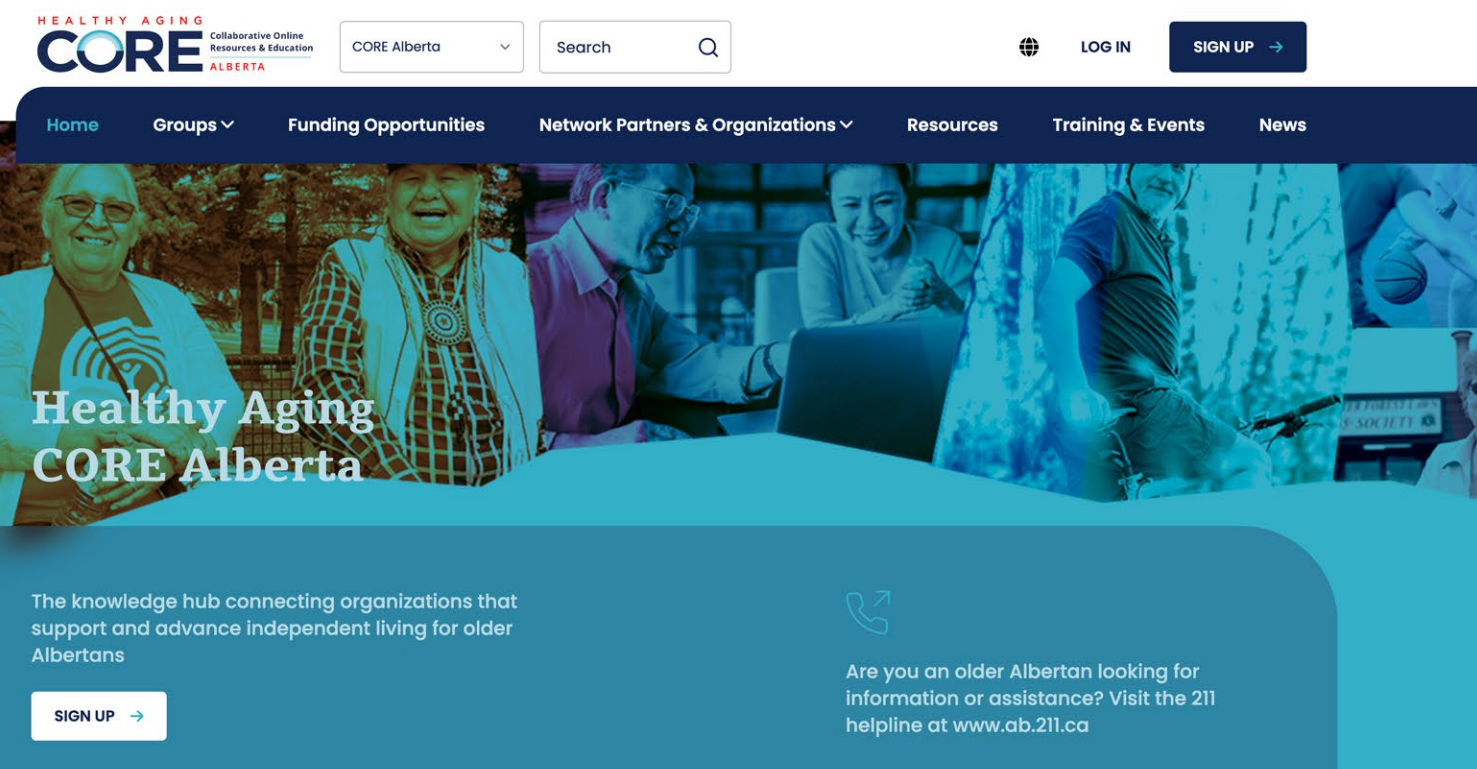 HEALTHY AGING
CORE
Collaborative Online
Resources & Education
ALBERTA
CORE Alberta
Search
LOG IN
SIGN UP
Home
Groups
Funding Opportunities
Network Partners & Organizations
Resources
Training & Events
News
SOCIETY
Healthy Aging
CORE Alberta
The knowledge hub connecting organizations that
support and advance independent living for older
Albertans
SIGN UP
Are you an older Albertan looking for
information or assistance? Visit the 211
helpline at www.ab.211.ca